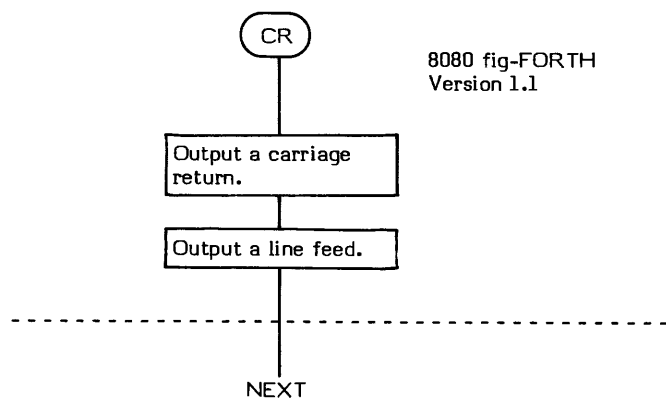 CR
8080 fig-FORTH
Version 1.1
Output a carriage
return.
Output a line feed.
NEXT